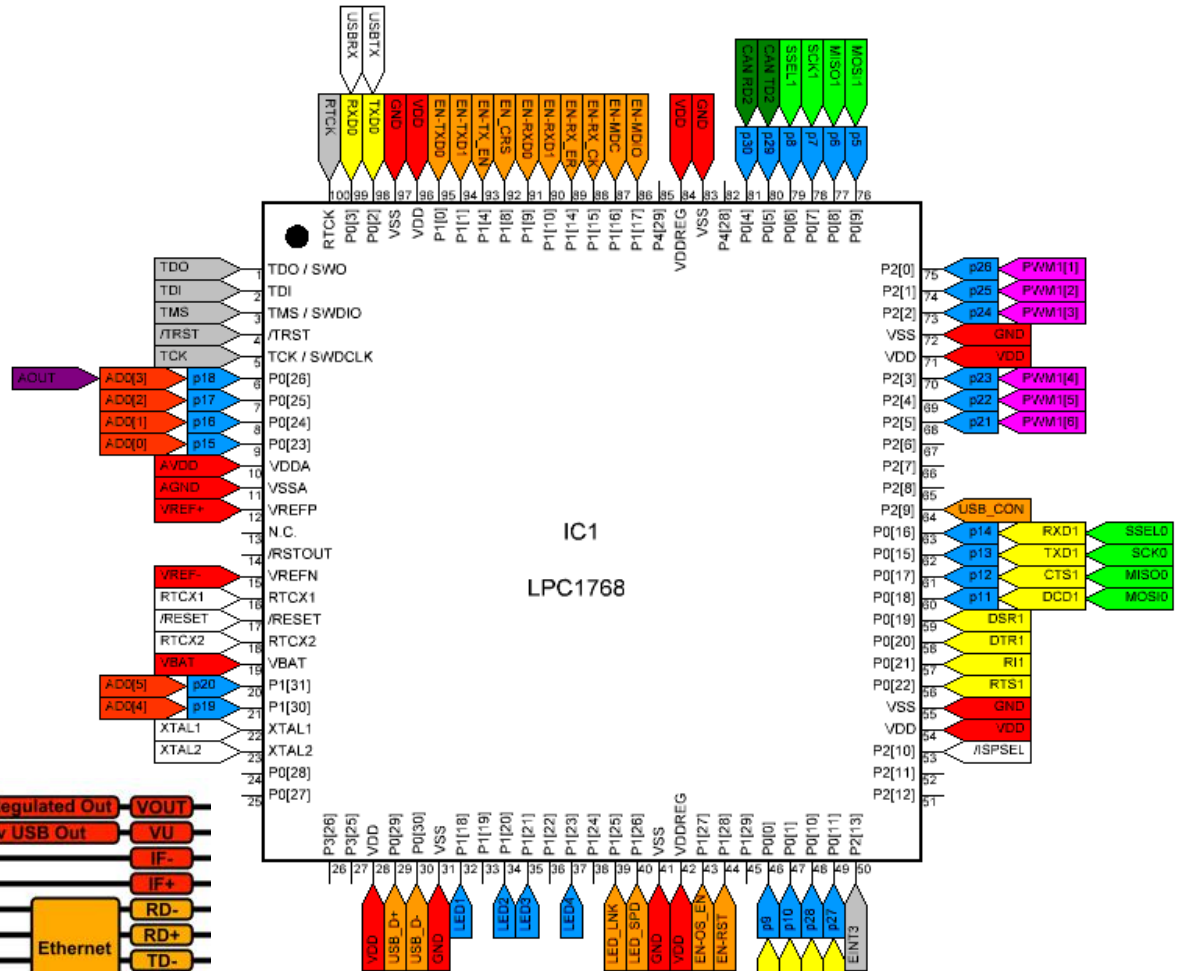 USBRX
USBTX
RTCK
RXD0
TXD0
GND
VDD
EN-TXD0
EN-TXD1
EN-TX_EN
EN_CRS
EN-RXD0
EN-RXD1
EN-RX_ER
EN-RX_CK
EN-MDC
EN-MDIO
VDD
GND
CAN RD2
CAN TD2
SSEL1
SCK1
MISO1
MOSI1
p30
p29
p8
p7
p6
p5
100 99 98 97 96 95 94 93 92 91 90 89 88 87 86 85 84 83 82 81 80 79 78 77 76
RTCK
P0[3]
P0[2]
VSS
VDD
P1[0]
P1[1]
P1[4]
P1[8]
P1[9]
P1[10]
P1[14]
P1[15]
P1[16]
P1[17]
P4[29]
VDDREG
VSS
P4[28]
P0[4]
P0[5]
P0[6]
P0[7]
P0[8]
P0[9]
TDO 1 TDO / SWO
TDI 2 TDI
TMS 3 TMS / SWDIO
/TRST 4 /TRST
TCK 5 TCK / SWDCLK
AOUT AD0[3] p18 6 P0[26]
AD0[2] p17 7 P0[25]
AD0[1] p16 8 P0[24]
AD0[0] p15 9 P0[23]
AVDD 10 VDDA
AGND 11 VSSA
VREF+ 12 VREFP
13 N.C.
14 /RSTOUT
VREF- 15 VREFN
RTCX1 16 RTCX1
/RESET 17 /RESET
RTCX2 18 RTCX2
VBAT 19 VBAT
AD0[5] p20 20 P1[31]
AD0[4] p19 21 P1[30]
XTAL1 22 XTAL1
XTAL2 23 XTAL2
24 P0[28]
25 P0[27]
IC1
LPC1768
P2[0] 75 p26 PWM1[1]
P2[1] 74 p25 PWM1[2]
P2[2] 73 p24 PWM1[3]
VSS 72 GND
VDD 71 VDD
P2[3] 70 p23 PWM1[4]
P2[4] 69 p22 PWM1[5]
P2[5] 68 p21 PWM1[6]
P2[6] 67
P2[7] 66
P2[8] 65
P2[9] 64 USB_CON
P0[16] 63 p14 RXD1 SSEL0
P0[15] 62 p13 TXD1 SCK0
P0[17] 61 p12 CTS1 MISO0
P0[18] 60 p11 DCD1 MOSI0
P0[19] 59 DSR1
P0[20] 58 DTR1
P0[21] 57 RI1
P0[22] 56 RTS1
VSS 55 GND
VDD 54 VDD
P2[10] 53 /ISPSEL
P2[11] 52
P2[12] 51
P3[26]
P3[25]
VDD
P0[29]
P0[30]
VSS
P1[18]
P1[19]
P1[20]
P1[21]
P1[22]
P1[23]
P1[24]
P1[25]
P1[26]
VSS
VDDREG
P1[27]
P1[28]
P1[29]
P0[0]
P0[1]
P0[10]
P0[11]
P2[13]
26 27 28 29 30 31 32 33 34 35 36 37 38 39 40 41 42 43 44 45 46 47 48 49 50
VDD
USB_D+
USB_D-
GND
LED1
LED2
LED3
LED4
LED_LNK
LED_SPD
GND
VDD
EN-OS_EN
EN-RST
p9
p10
p28
p27
EINT3
egulated Out VOUT
USB Out VU
IF-
IF+
RD-
Ethernet RD+
TD-